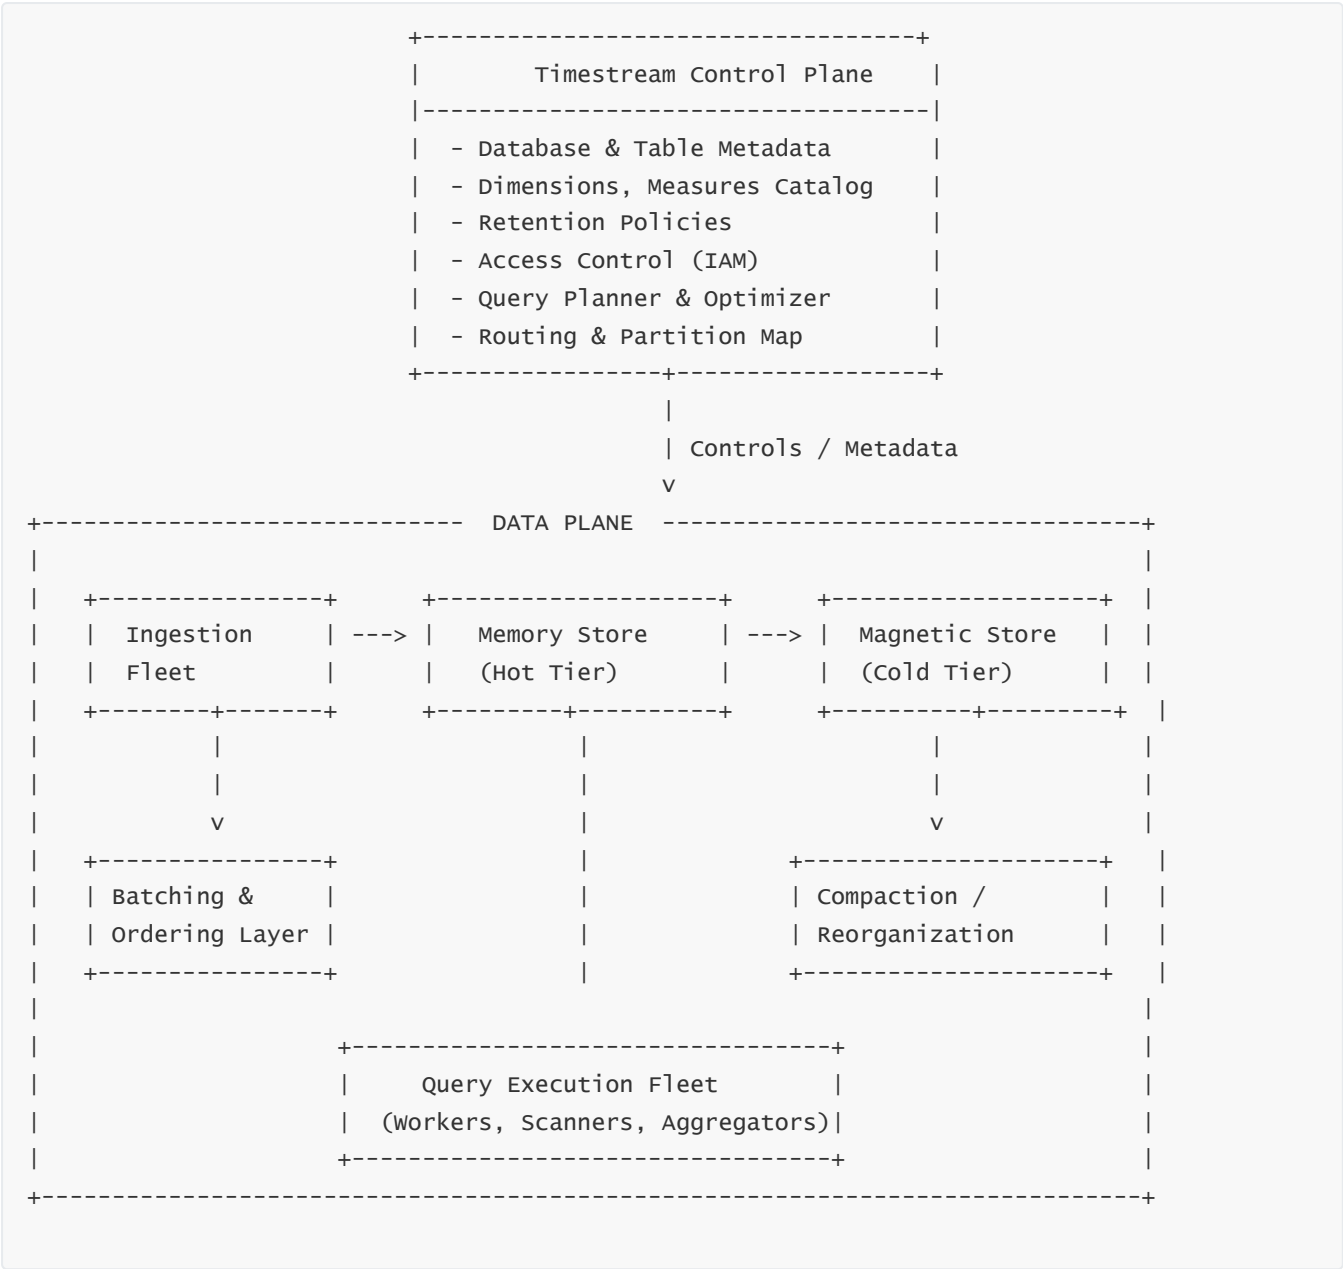 +-----------------------------------+
                           |        Timestream Control Plane    |
                           |------------------------------------|
                           |  - Database & Table Metadata       |
                           |  - Dimensions, Measures Catalog    |
                           |  - Retention Policies              |
                           |  - Access Control (IAM)            |
                           |  - Query Planner & Optimizer       |
                           |  - Routing & Partition Map         |
                           +-----------------+------------------+
                                             |
                                             | Controls / Metadata
                                             v
+------------------------------  DATA PLANE  ----------------------------------+
|                                                                              |
|   +----------------+      +--------------------+      +-------------------+  |
|   |  Ingestion     | ---> |   Memory Store     | ---> |  Magnetic Store   |  |
|   |  Fleet         |      |   (Hot Tier)       |      |  (Cold Tier)      |  |
|   +--------+-------+      +---------+----------+      +----------+---------+  |
|            |                         |                        |              |
|            |                         |                        |              |
|            v                         |                        v              |
|   +----------------+                 |              +---------------------+   |
|   | Batching &     |                 |              | Compaction /        |   |
|   | Ordering Layer |                 |              | Reorganization      |   |
|   +----------------+                 |              +---------------------+   |
|                                                                              |
|                     +----------------------------------+                     |
|                     |     Query Execution Fleet        |                     |
|                     |  (Workers, Scanners, Aggregators)|                     |
|                     +----------------------------------+                     |
+------------------------------------------------------------------------------+